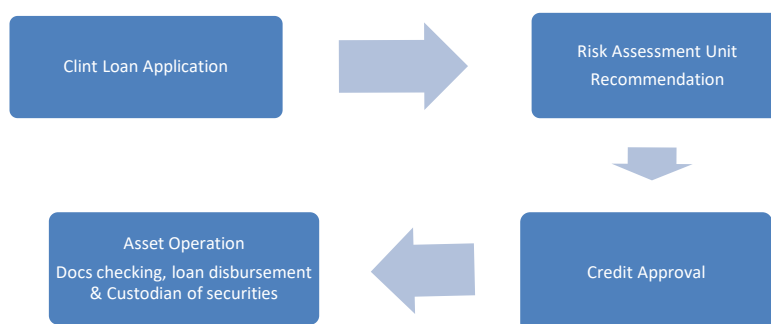 Clint Loan Application
Risk Assessment Unit
Recommendation
Asset Operation
Docs checking, loan disbursement
& Custodian of securities
Credit Approval